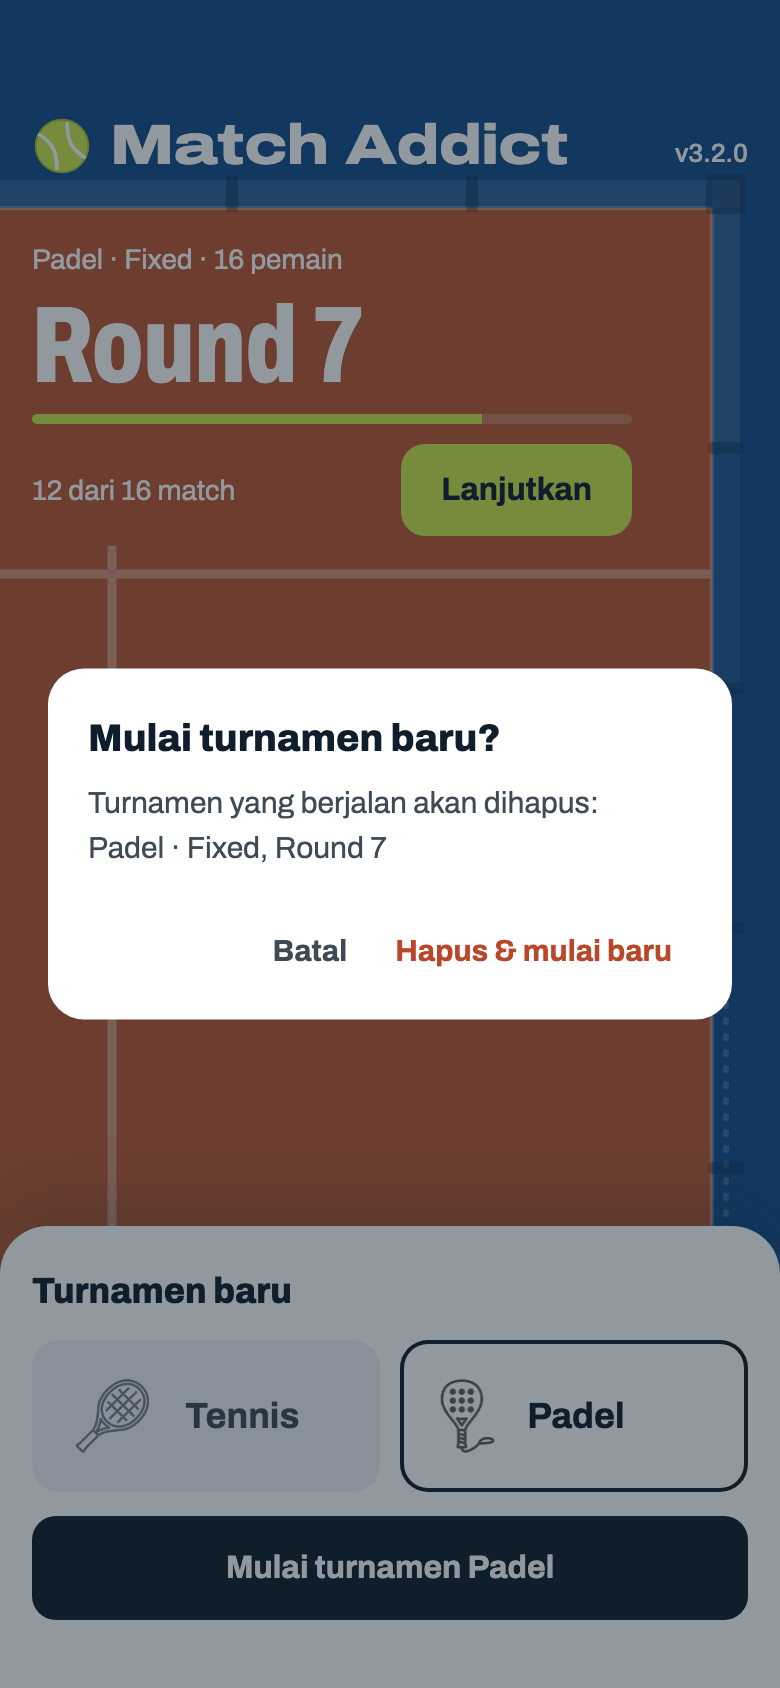 Match Addict
v3.2.0
Padel · Fixed · 16 pemain
Round 7
12 dari 16 match
Lanjutkan
Mulai turnamen baru?
Turnamen yang berjalan akan dihapus:
Padel · Fixed, Round 7
Batal
Hapus & mulai baru
Turnamen baru
Tennis
Padel
Mulai turnamen Padel